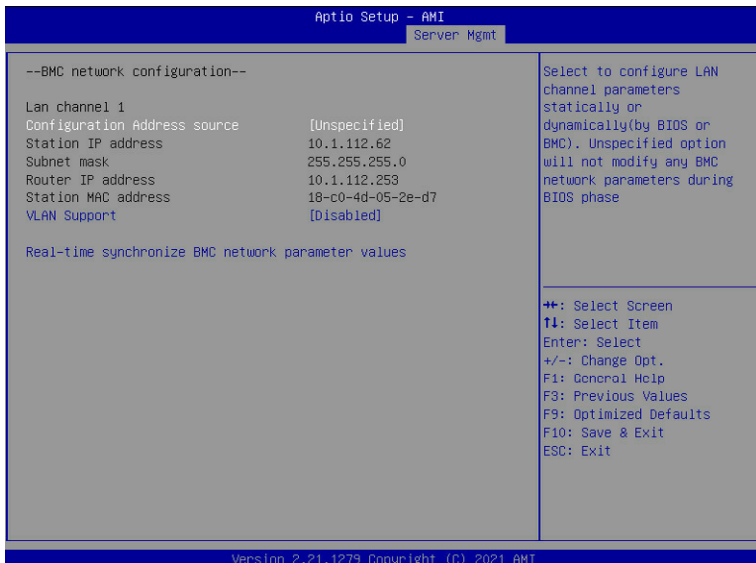 Aptio Setup - AMI
Server Mgmt
--BMC network configuration--
Lan channel 1
Configuration Address source [Unspecified]
Station IP address 10.1.112.62
Subnet mask 255.255.255.0
Router IP address 10.1.112.253
Station MAC address 18-c0-4d-05-2e-d7
VLAN Support [Disabled]
Real-time synchronize BMC network parameter values
Select to configure LAN
channel parameters
statically or
dynamically(by BIOS or
BMC). Unspecified option
will not modify any BMC
network parameters during
BIOS phase
→←: Select Screen
↑↓: Select Item
Enter: Select
+/-: Change Opt.
F1: General Help
F3: Previous Values
F9: Optimized Defaults
F10: Save & Exit
ESC: Exit
Version 2.21.1279 Copyright (C) 2021 AMI